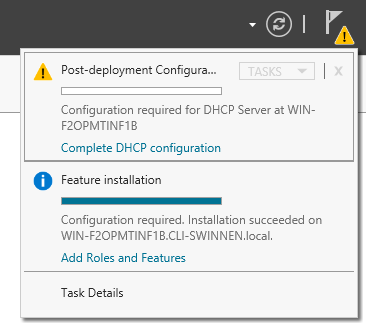 Post-deployment Configura...
TASKS
X
Configuration required for DHCP Server at WIN-
F2OPMTINF1B
Complete DHCP configuration
Feature installation
Configuration required. Installation succeeded on
WIN-F2OPMTINF1B.CLI-SWINNEN.local.
Add Roles and Features
Task Details